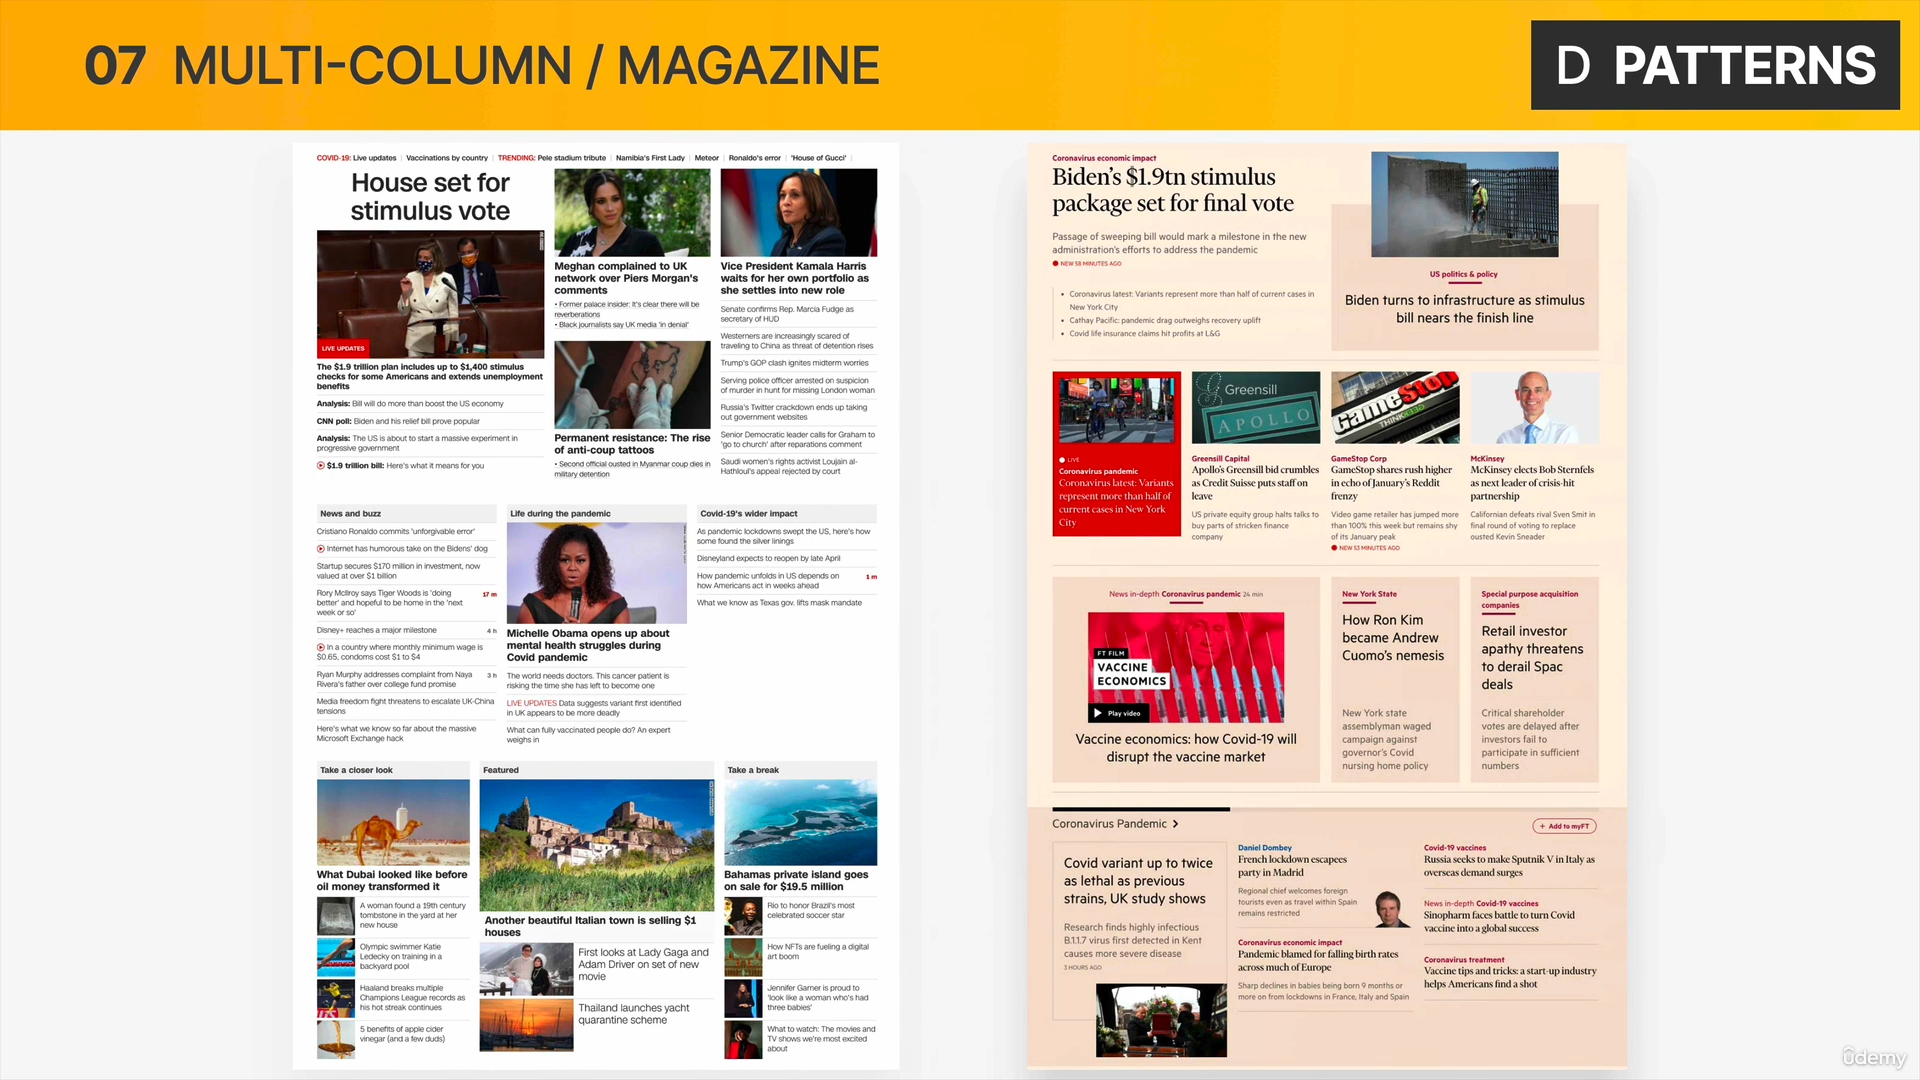 07 MULTI-COLUMN / MAGAZINE
D PATTERNS
COVID-19: Live updates | Vaccinations by country | TRENDING: Pele stadium tribute | Namibia's First Lady | Meteor | Ronaldo's error | 'House of Gucci' |
House set for
stimulus vote
LIVE UPDATES
The $1.9 trillion plan includes up to $1,400 stimulus
checks for some Americans and extends unemployment
benefits
Analysis: Bill will do more than boost the US economy
CNN poll: Biden and his relief bill prove popular
Analysis: The US is about to start a massive experiment in
progressive government
$1.9 trillion bill: Here's what it means for you
Meghan complained to UK
network over Piers Morgan's
comments
• Former palace insider: It's clear there will be
reverberations
• Black journalists say UK media 'in denial'
Permanent resistance: The rise
of anti-coup tattoos
• Second official ousted in Myanmar coup dies in
military detention
Vice President Kamala Harris
waits for her own portfolio as
she settles into new role
Senate confirms Rep. Marcia Fudge as
secretary of HUD
Westerners are increasingly scared of
traveling to China as threat of detention rises
Trump's GOP clash ignites midterm worries
Serving police officer arrested on suspicion
of murder in hunt for missing London woman
Russia's Twitter crackdown ends up taking
out government websites
Senior Democratic leader calls for Graham to
'go to church' after reparations comment
Saudi women's rights activist Loujain al-
Hathloul's appeal rejected by court
News and buzz
Cristiano Ronaldo commits 'unforgivable error'
Internet has humorous take on the Bidens' dog
Startup secures $170 million in investment, now
valued at over $1 billion
Rory McIlroy says Tiger Woods is 'doing
better' and hopeful to be home in the 'next
week or so'
17 m
Disney+ reaches a major milestone
4 h
In a country where monthly minimum wage is
$0.65, condoms cost $1 to $4
Ryan Murphy addresses complaint from Naya
Rivera's father over college fund promise
3 h
Media freedom fight threatens to escalate UK-China
tensions
Here's what we know so far about the massive
Microsoft Exchange hack
Life during the pandemic
Michelle Obama opens up about
mental health struggles during
Covid pandemic
The world needs doctors. This cancer patient is
risking the time she has left to become one
LIVE UPDATES Data suggests variant first identified
in UK appears to be more deadly
What can fully vaccinated people do? An expert
weighs in
Covid-19's wider impact
As pandemic lockdowns swept the US, here's how
some found the silver linings
Disneyland expects to reopen by late April
How pandemic unfolds in US depends on
how Americans act in weeks ahead
1 m
What we know as Texas gov. lifts mask mandate
Take a closer look
What Dubai looked like before
oil money transformed it
A woman found a 19th century
tombstone in the yard at her
new house
Olympic swimmer Katie
Ledecky on training in a
backyard pool
Haaland breaks multiple
Champions League records as
his hot streak continues
5 benefits of apple cider
vinegar (and a few duds)
Featured
Another beautiful Italian town is selling $1
houses
First looks at Lady Gaga and
Adam Driver on set of new
movie
Thailand launches yacht
quarantine scheme
Take a break
Bahamas private island goes
on sale for $19.5 million
Rio to honor Brazil's most
celebrated soccer star
How NFTs are fueling a digital
art boom
Jennifer Garner is proud to
'look like a woman who's had
three babies'
What to watch: The movies and
TV shows we're most excited
about
Coronavirus economic impact
Biden's $1.9tn stimulus
package set for final vote
Passage of sweeping bill would mark a milestone in the new
administration's efforts to address the pandemic
NEW 58 MINUTES AGO
• Coronavirus latest: Variants represent more than half of current cases in
New York City
• Cathay Pacific: pandemic drag outweighs recovery uplift
• Covid life insurance claims hit profits at L&G
US politics & policy
Biden turns to infrastructure as stimulus
bill nears the finish line
LIVE
Coronavirus pandemic
Coronavirus latest: Variants
represent more than half of
current cases in New York
City
Greensill
APOLLO
Greensill Capital
Apollo's Greensill bid crumbles
as Credit Suisse puts staff on
leave
US private equity group halts talks to
buy parts of stricken finance
company
GameStop
GameStop Corp
GameStop shares rush higher
in echo of January's Reddit
frenzy
Video game retailer has jumped more
than 100% this week but remains shy
of its January peak
NEW 53 MINUTES AGO
McKinsey
McKinsey elects Bob Sternfels
as next leader of crisis-hit
partnership
Californian defeats rival Sven Smit in
final round of voting to replace
ousted Kevin Sneader
News in-depth Coronavirus pandemic 24 min
FT FILM
VACCINE
ECONOMICS
Play video
Vaccine economics: how Covid-19 will
disrupt the vaccine market
New York State
How Ron Kim
became Andrew
Cuomo's nemesis
New York state
assemblyman waged
campaign against
governor's Covid
nursing home policy
Special purpose acquisition
companies
Retail investor
apathy threatens
to derail Spac
deals
Critical shareholder
votes are delayed after
investors fail to
participate in sufficient
numbers
Coronavirus Pandemic >
+ Add to myFT
Covid variant up to twice
as lethal as previous
strains, UK study shows
Research finds highly infectious
B.1.1.7 virus first detected in Kent
causes more severe disease
3 HOURS AGO
Daniel Dombey
French lockdown escapees
party in Madrid
Regional chief welcomes foreign
tourists even as travel within Spain
remains restricted
Coronavirus economic impact
Pandemic blamed for falling birth rates
across much of Europe
Sharp declines in babies being born 9 months or
more on from lockdowns in France, Italy and Spain
Covid-19 vaccines
Russia seeks to make Sputnik V in Italy as
overseas demand surges
News in-depth Covid-19 vaccines
Sinopharm faces battle to turn Covid
vaccine into a global success
Coronavirus treatment
Vaccine tips and tricks: a start-up industry
helps Americans find a shot
ûdemy